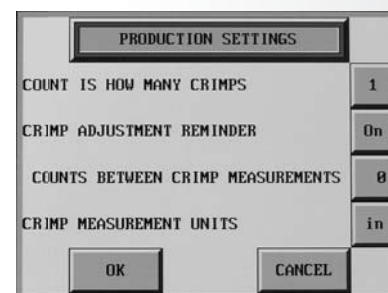 PRODUCTION SETTINGS
COUNT IS HOW MANY CRIMPS 1
CRIMP ADJUSTMENT REMINDER On
COUNTS BETWEEN CRIMP MEASUREMENTS 0
CRIMP MEASUREMENT UNITS in
OK CANCEL